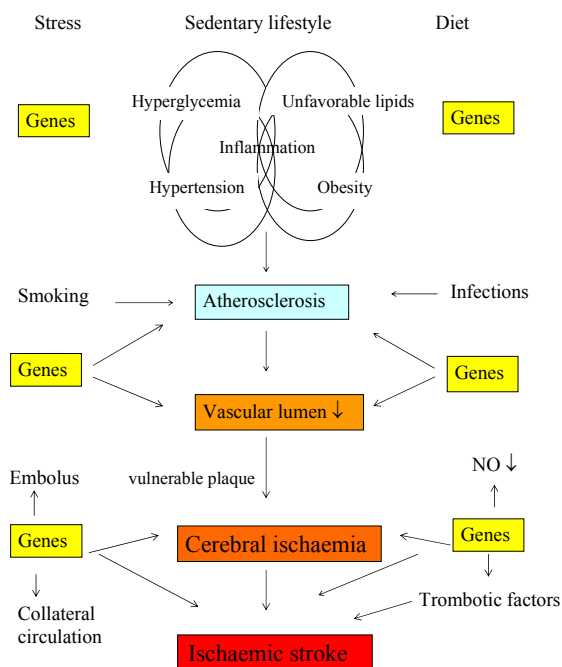 Stress Sedentary lifestyle Diet
Hyperglycemia Unfavorable lipids
Genes Genes
Inflammation
Hypertension Obesity
Smoking Atherosclerosis Infections
Genes Genes
Vascular lumen ↓
Embolus vulnerable plaque NO ↓
Genes Cerebral ischaemia Genes
Collateral
circulation
Trombotic factors
Ischaemic stroke